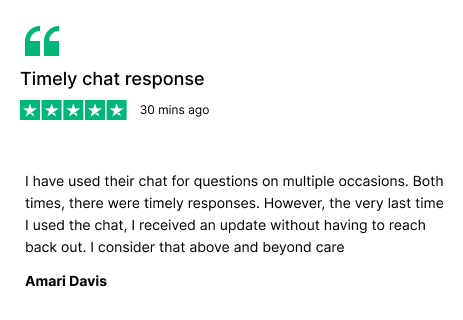 Timely chat response
30 mins ago
I have used their chat for questions on multiple occasions. Both
times, there were timely responses. However, the very last time
I used the chat, I received an update without having to reach
back out. I consider that above and beyond care
Amari Davis